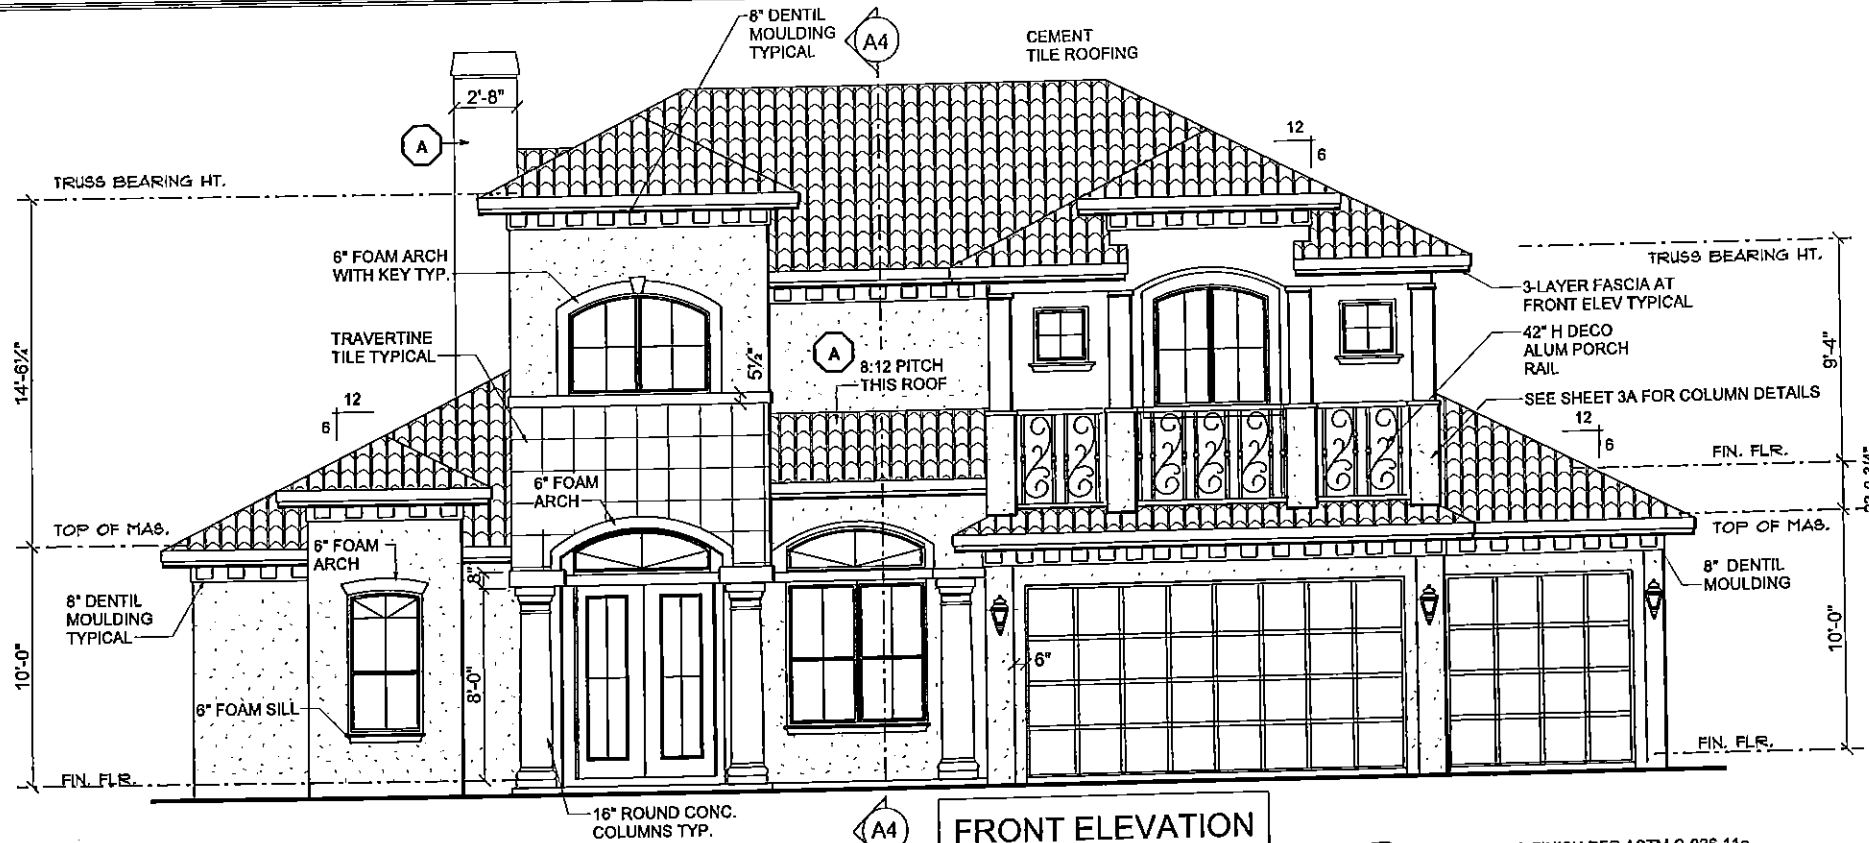 8" DENTIL
MOULDING
TYPICAL
A4
CEMENT
TILE ROOFING
2'-8"
A
12
6
TRUSS BEARING HT.
6" FOAM ARCH
WITH KEY TYP.
TRUSS BEARING HT.
3-LAYER FASCIA AT
FRONT ELEV TYPICAL
TRAVERTINE
TILE TYPICAL
A
42" H DECO
ALUM PORCH
RAIL
14'-6½"
5½"
8:12 PITCH
THIS ROOF
9'-4"
12
6
SEE SHEET 3A FOR COLUMN DETAILS
12
6
FIN. FLR.
6" FOAM
ARCH
TOP OF MAS.
TOP OF MAS.
6" FOAM
ARCH
8"
8" DENTIL
MOULDING
8" DENTIL
MOULDING
TYPICAL
10'-0"
8'-0"
6"
10'-0"
6" FOAM SILL
FIN. FLR.
FIN. FLR.
16" ROUND CONC.
COLUMNS TYP.
A4
FRONT ELEVATION